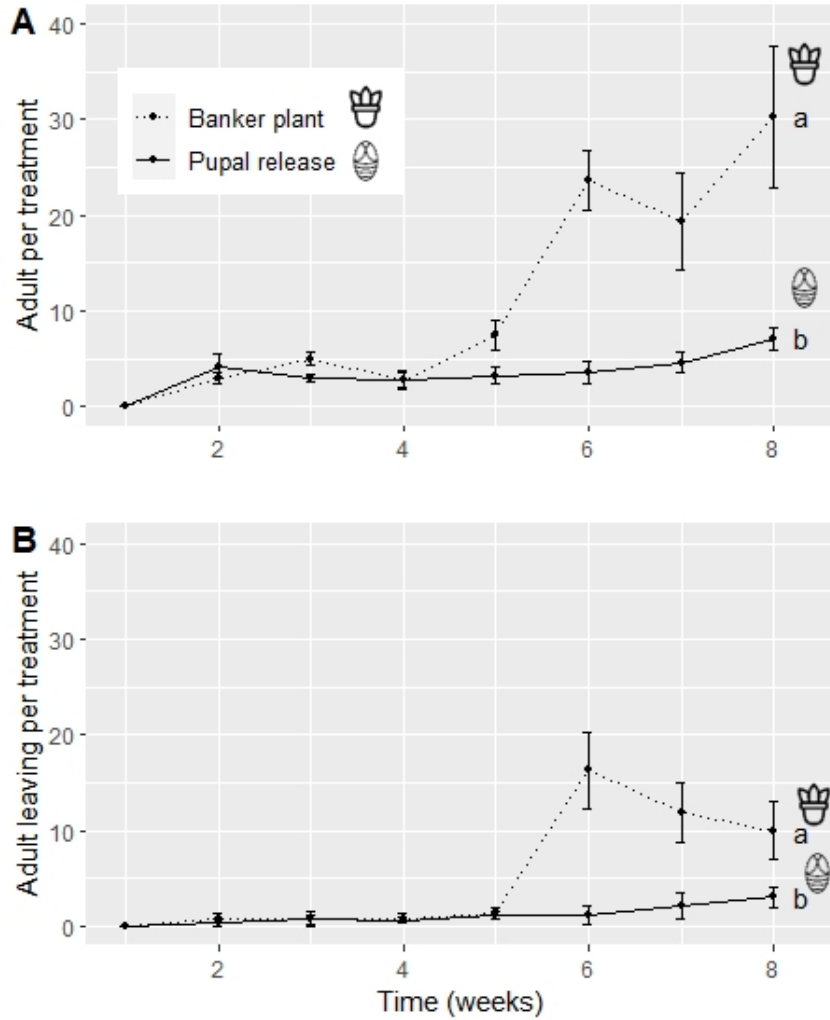 A
Adult per treatment
40
30
20
10
0
Banker plant
Pupal release
a
b
2
4
6
8
B
Adult leaving per treatment
40
30
20
10
0
a
b
2
4
6
8
Time (weeks)